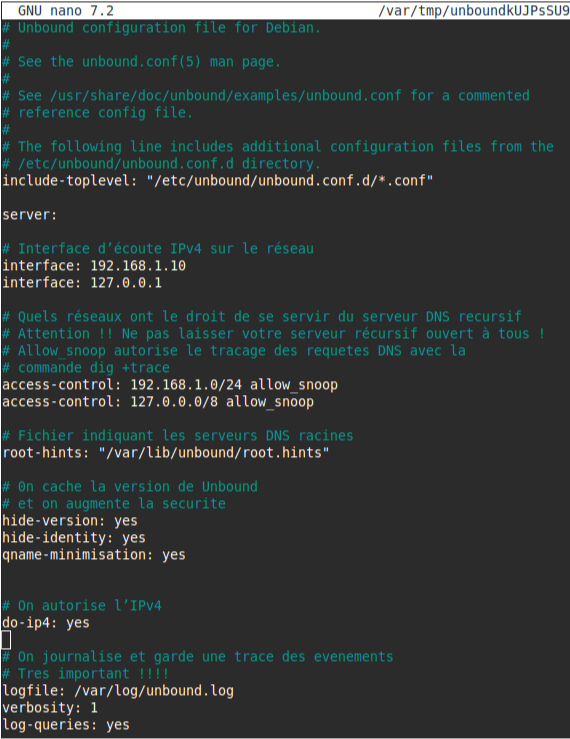 GNU nano 7.2 /var/tmp/unboundkUJPsSU9
# Unbound configuration file for Debian.
#
# See the unbound.conf(5) man page.
#
# See /usr/share/doc/unbound/examples/unbound.conf for a commented
# reference config file.
#
# The following line includes additional configuration files from the
# /etc/unbound/unbound.conf.d directory.
include-toplevel: "/etc/unbound/unbound.conf.d/*.conf"
server:
# Interface d’écoute IPv4 sur le réseau
interface: 192.168.1.10
interface: 127.0.0.1
# Quels réseaux ont le droit de se servir du serveur DNS recursif
# Attention !! Ne pas laisser votre serveur récursif ouvert à tous !
# Allow_snoop autorise le tracage des requetes DNS avec la
# commande dig +trace
access-control: 192.168.1.0/24 allow_snoop
access-control: 127.0.0.0/8 allow_snoop
# Fichier indiquant les serveurs DNS racines
root-hints: "/var/lib/unbound/root.hints"
# 0n cache la version de Unbound
# et on augmente la securite
hide-version: yes
hide-identity: yes
qname-minimisation: yes
# On autorise l’IPv4
do-ip4: yes
# On journalise et garde une trace des evenements
# Tres important !!!!
logfile: /var/log/unbound.log
verbosity: 1
log-queries: yes